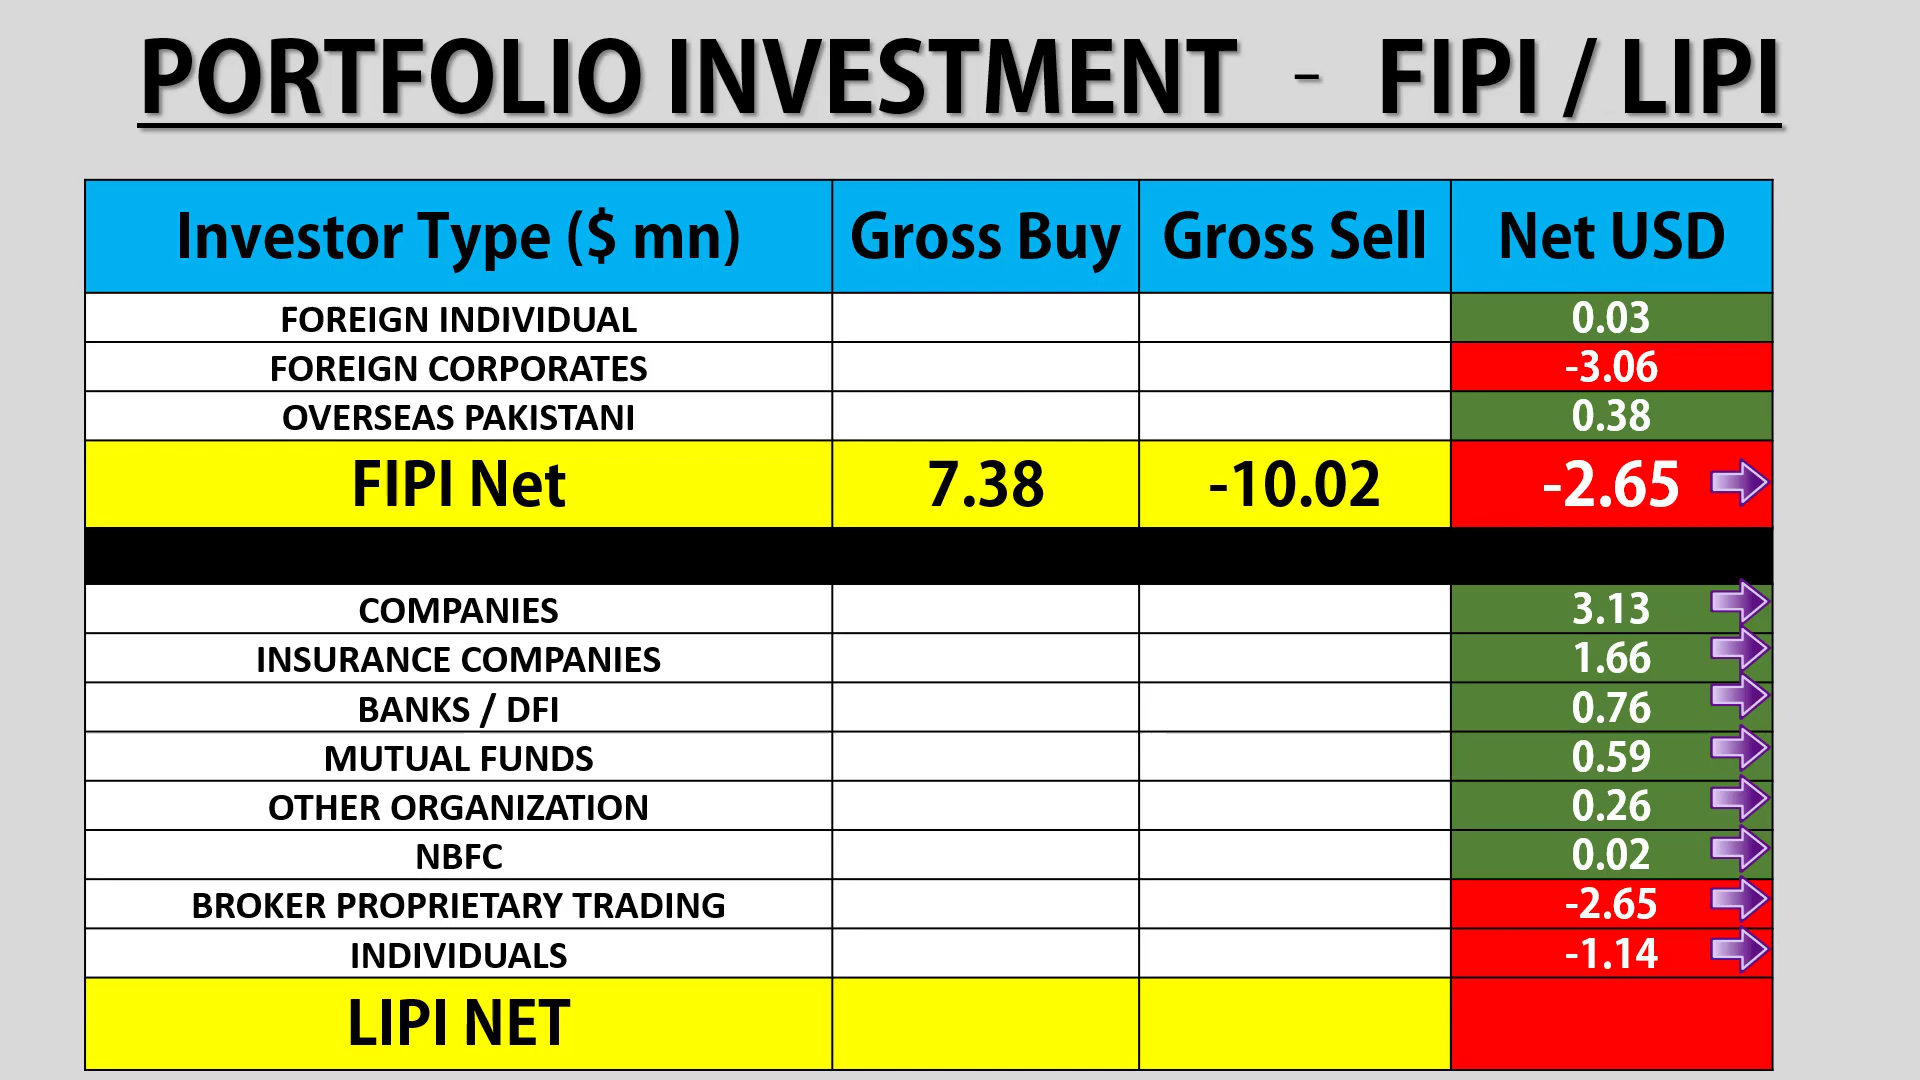 PORTFOLIO INVESTMENT - FIPI / LIPI
Investor Type ($ mn) Gross Buy Gross Sell Net USD
FOREIGN INDIVIDUAL 0.03
FOREIGN CORPORATES -3.06
OVERSEAS PAKISTANI 0.38
FIPI Net 7.38 -10.02 -2.65
COMPANIES 3.13
INSURANCE COMPANIES 1.66
BANKS / DFI 0.76
MUTUAL FUNDS 0.59
OTHER ORGANIZATION 0.26
NBFC 0.02
BROKER PROPRIETARY TRADING -2.65
INDIVIDUALS -1.14
LIPI NET